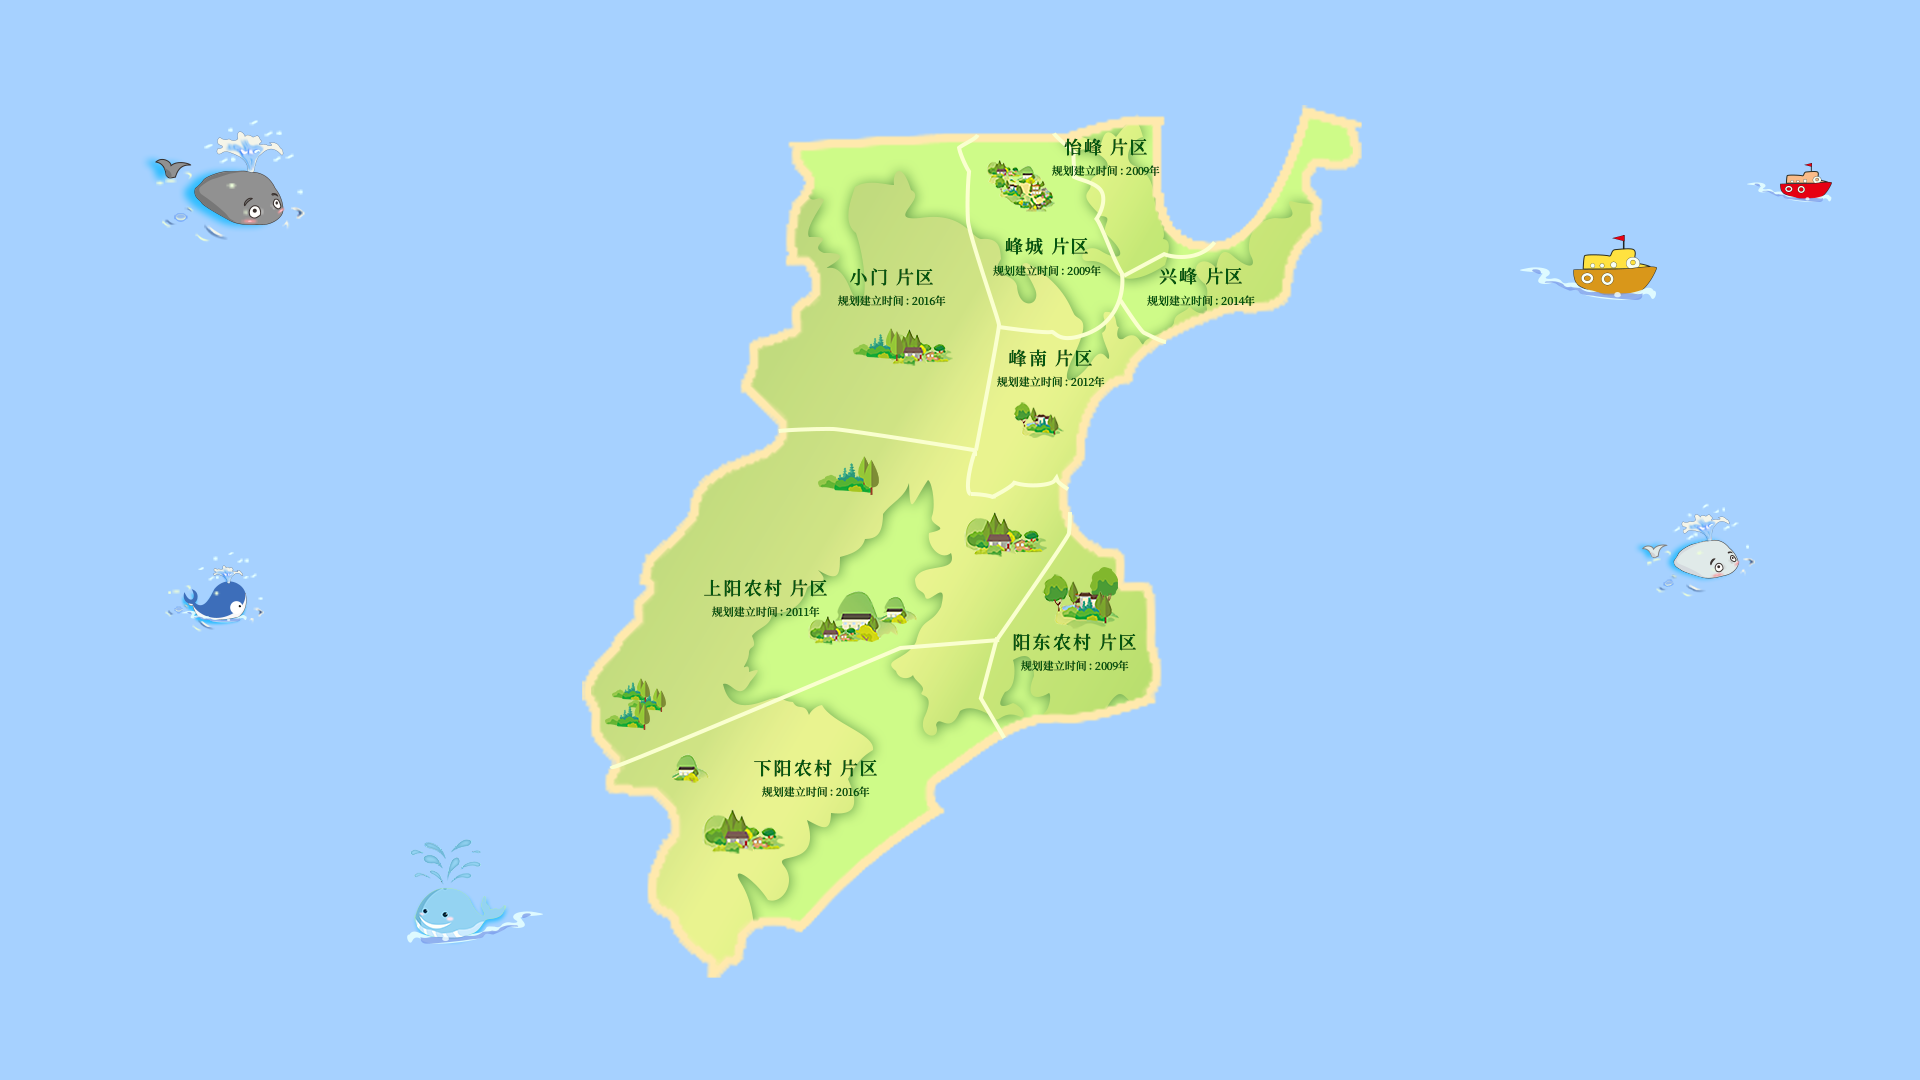 怡峰 片区
规划建立时间 : 2009年
峰城 片区
规划建立时间 : 2009年
小门 片区
规划建立时间 : 2016年
兴峰 片区
规划建立时间 : 2014年
峰南 片区
规划建立时间 : 2012年
上阳农村 片区
规划建立时间 : 2011年
阳东农村 片区
规划建立时间 : 2009年
下阳农村 片区
规划建立时间 : 2016年